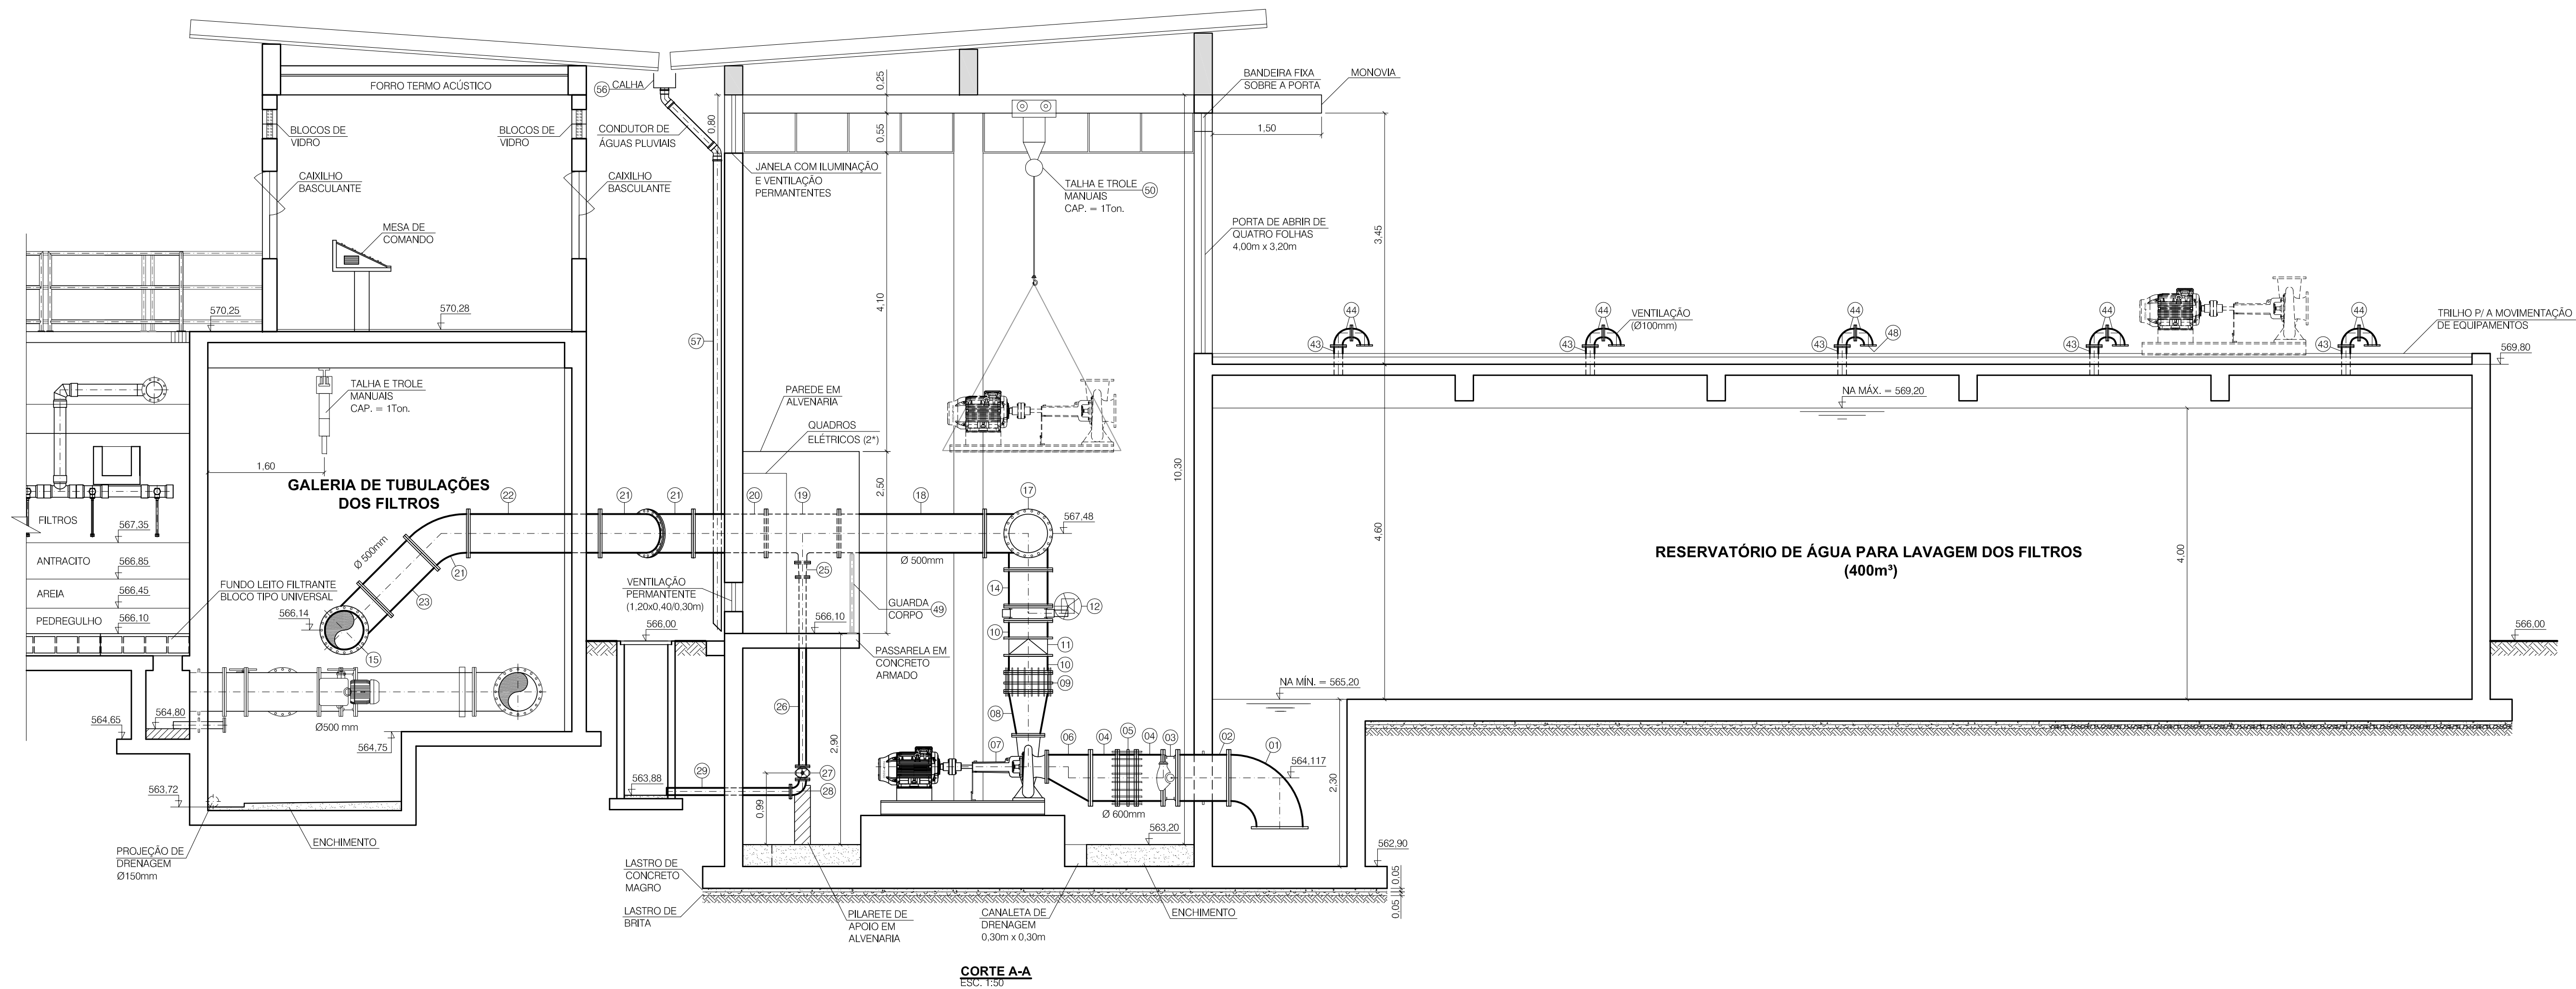 FORRO TERMO ACÚSTICO
56
CALHA
BLOCOS DE
VIDRO
BLOCOS DE
VIDRO
CONDUTOR DE
ÁGUAS PLUVIAIS
0,80
0,25
0,55
BANDEIRA FIXA
SOBRE A PORTA
MONOVIA
1,50
CAIXILHO
BASCULANTE
CAIXILHO
BASCULANTE
JANELA COM ILUMINAÇÃO
E VENTILAÇÃO
PERMANTENTES
TALHA E TROLE
MANUAIS
CAP. = 1Ton.
50
PORTA DE ABRIR DE
QUATRO FOLHAS
4,00m x 3,20m
3,45
MESA DE
COMANDO
570,25
570,28
4,10
57
44
43
44
43
VENTILAÇÃO
(Ø100mm)
44
43
48
44
43
44
43
TRILHO P/ A MOVIMENTAÇÃO
DE EQUIPAMENTOS
569,80
TALHA E TROLE
MANUAIS
CAP. = 1Ton.
1,60
PAREDE EM
ALVENARIA
QUADROS
ELÉTRICOS (2*)
2,50
10,30
NA MÁX. = 569,20
GALERIA DE TUBULAÇÕES
DOS FILTROS
22
21
21
20
19
18
17
567,48
FILTROS
567,35
ANTRACITO
566,85
AREIA
566,45
PEDREGULHO
566,10
FUNDO LEITO FILTRANTE
BLOCO TIPO UNIVERSAL
Ø 500mm
21
23
566,14
15
Ø 500mm
25
VENTILAÇÃO
PERMANTENTE
(1,20x0,40/0,30m)
GUARDA
CORPO
49
566,10
566,00
PASSARELA EM
CONCRETO
ARMADO
14
12
10
11
10
09
08
4,60
RESERVATÓRIO DE ÁGUA PARA LAVAGEM DOS FILTROS
(400m³)
4,00
566,00
NA MÍN. = 565,20
564,65
564,80
Ø500 mm
564,75
26
2,90
07
06
04
05
04
03
02
01
564,117
2,30
563,72
563,88
29
27
28
0,99
Ø 600mm
563,20
562,90
PROJEÇÃO DE
DRENAGEM
Ø150mm
ENCHIMENTO
LASTRO DE
CONCRETO
MAGRO
LASTRO DE
BRITA
PILARETE DE
APOIO EM
ALVENARIA
CANALETA DE
DRENAGEM
0,30m x 0,30m
ENCHIMENTO
0,05
0,05
CORTE A-A
ESC. 1:50